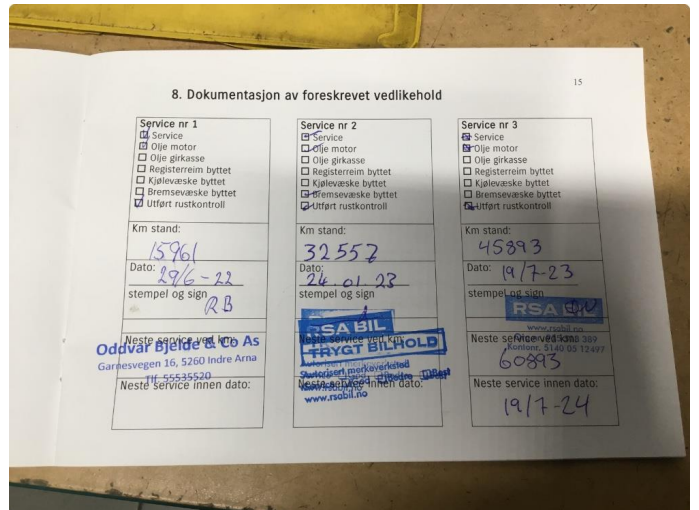 15
8. Dokumentasjon av foreskrevet vedlikehold
Service nr 1
Service
Olje motor
Olje girkasse
Registerreim byttet
Kjølevæske byttet
Bremsevæske byttet
Utført rustkontroll
Km stand:
15961
Dato: 29/6-22
stempel og sign
RB
Neste service ved km:
Oddvar Bjelde & Co As
Garnesvegen 16, 5260 Indre Arna
Tlf. 55535520
Neste service innen dato:
Service nr 2
Service
Olje motor
Olje girkasse
Registerreim byttet
Kjølevæske byttet
Bremsevæske byttet
Utført rustkontroll
Km stand:
32557
Dato:
24.01.23
stempel og sign
RSA BIL
Neste service ved km:
TRYGT BILHOLD
Autorisert merkeverksted
Neste service innen dato:
www.rsabil.no
Service nr 3
Service
Olje motor
Olje girkasse
Registerreim byttet
Kjølevæske byttet
Bremsevæske byttet
Utført rustkontroll
Km stand:
45893
Dato: 19/7-23
stempel og sign
RSA
www.rsabil.no
Neste service ved km:
60893
Neste service innen dato:
19/7-24